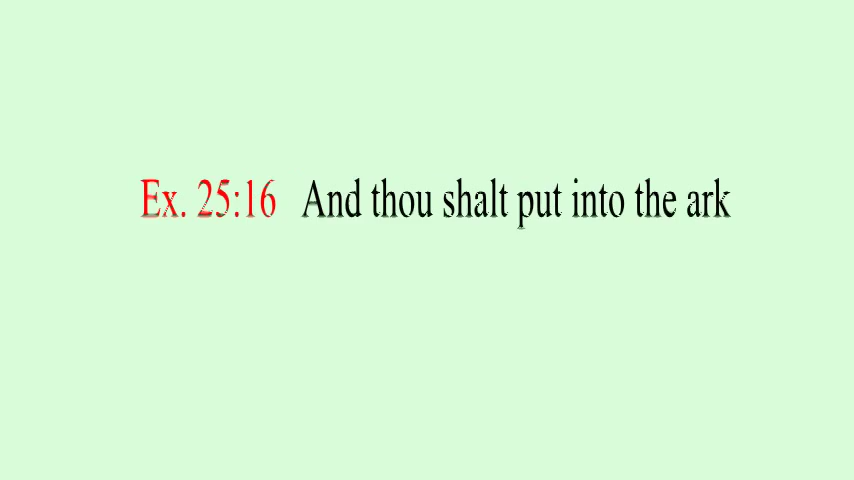 Ex. 25:16 And thou shalt put into the ark